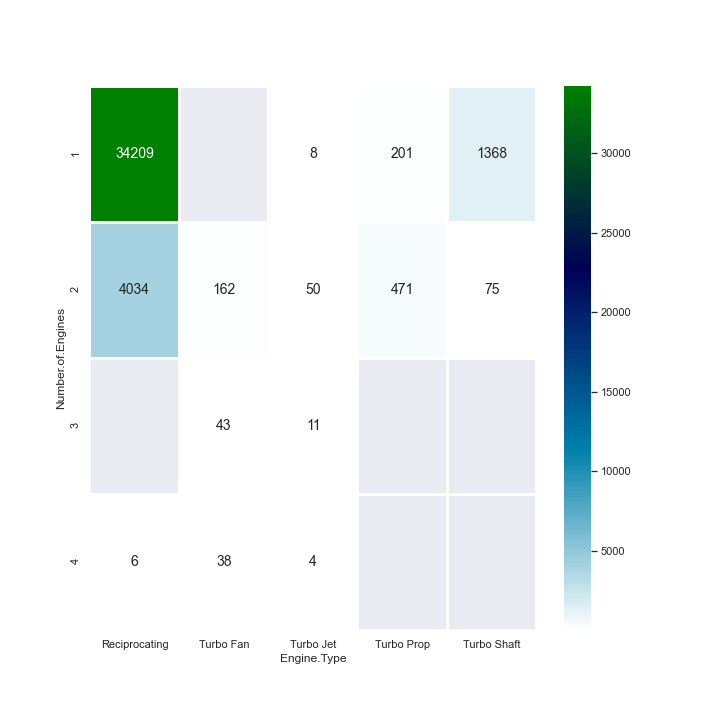 34209 8 201 1368
1
30000
25000
4034 162 50 471 75
2
20000
Number.of.Engines
15000
43 11
3
10000
5000
6 38 4
4
Reciprocating Turbo Fan Turbo Jet Turbo Prop Turbo Shaft
Engine.Type